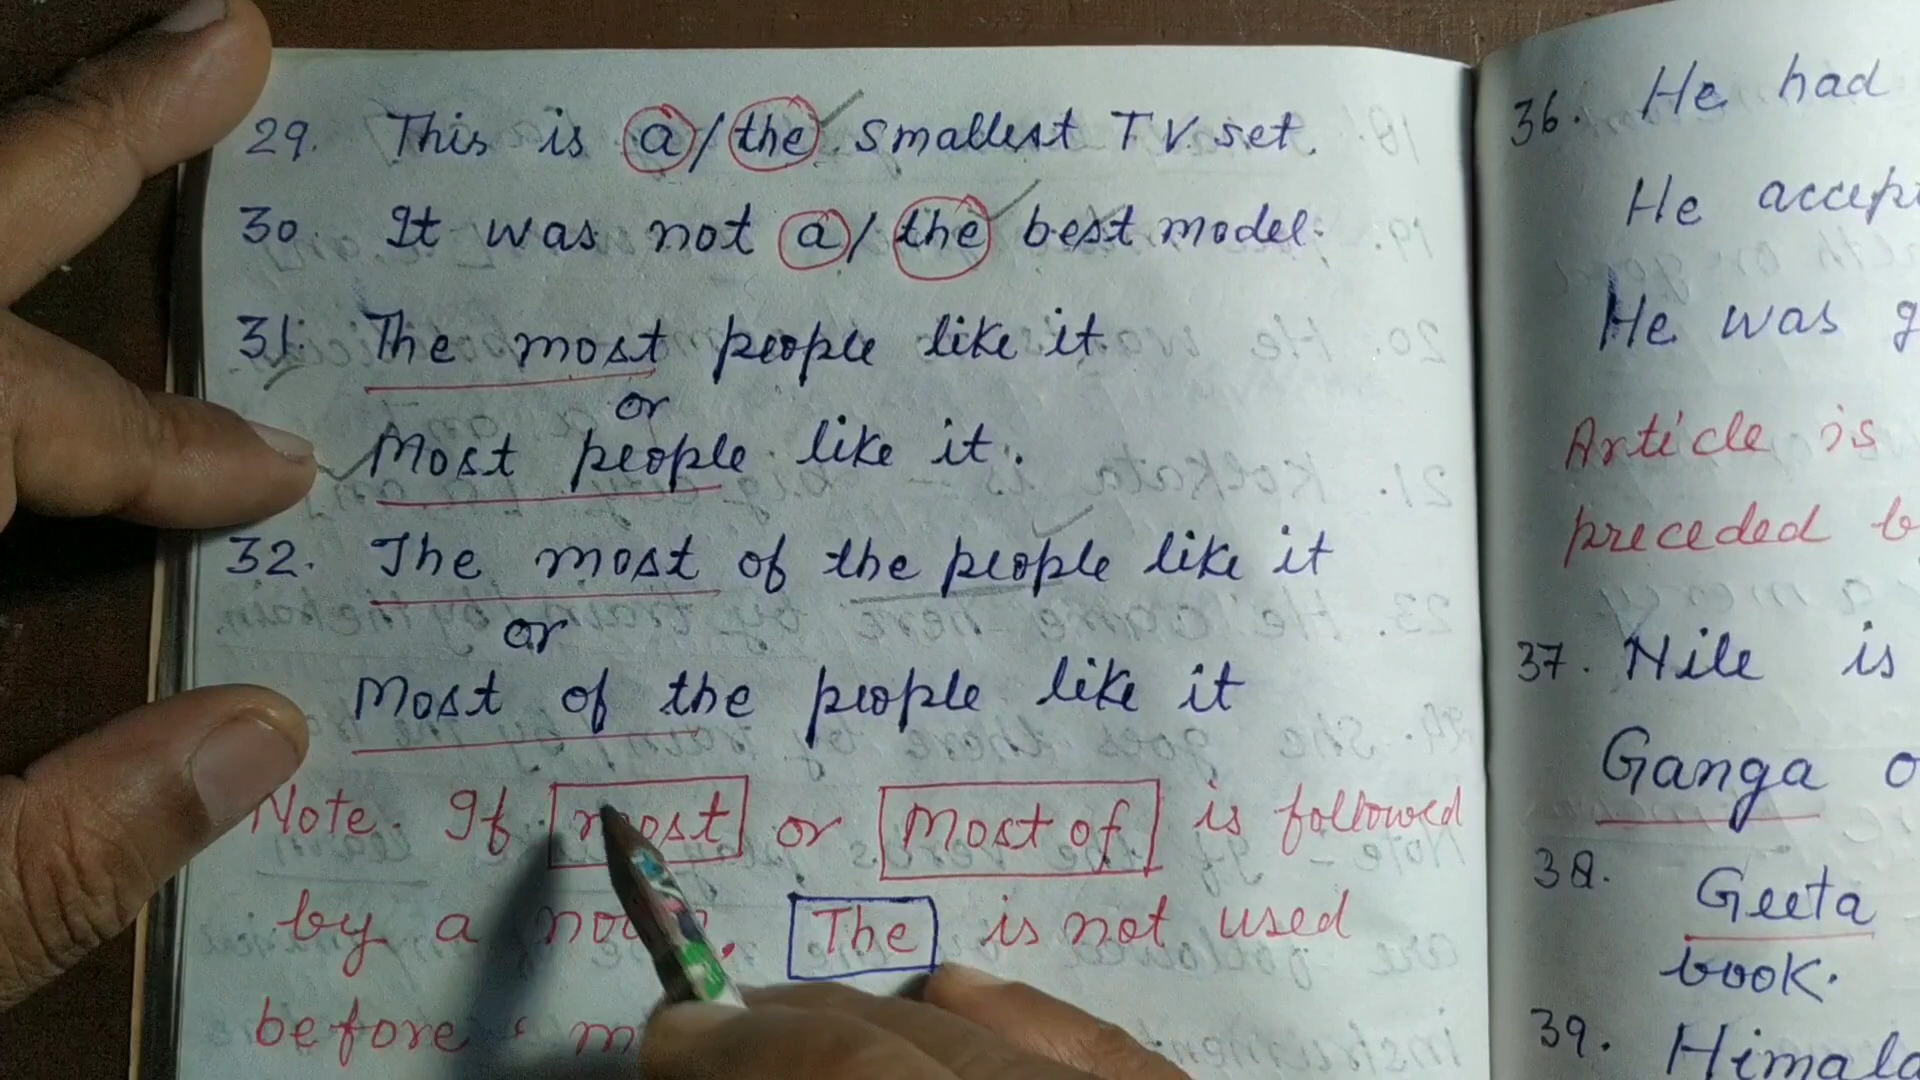 29. This is a/the smallest TV set.
30. It was not a/the best model.
31. The most people like it.
or
Most people like it.
32. The most of the people like it
or
Most of the people like it
Note. If most or Most of is followed
by a The is not used
before
36. He had
He accept
He was g
Article is
preceded b
37. Nile is
Ganga o
38. Geeta
book.
39. Himala